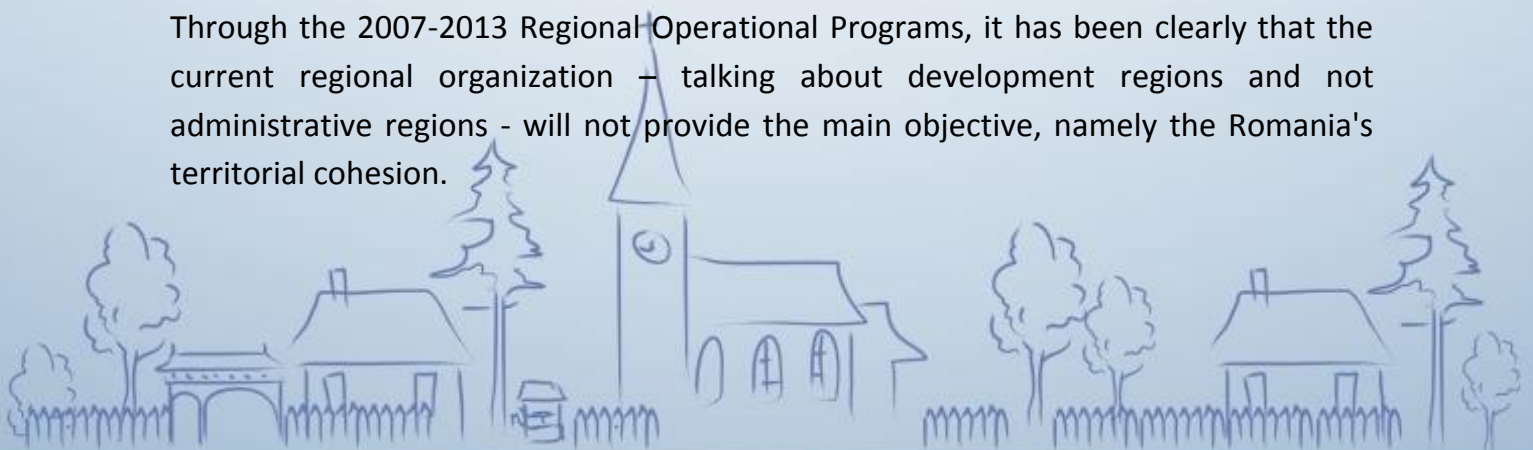 Through the 2007-2013 Regional Operational Programs, it has been clearly that the
current regional organization – talking about development regions and not
administrative regions - will not provide the main objective, namely the Romania's
territorial cohesion.